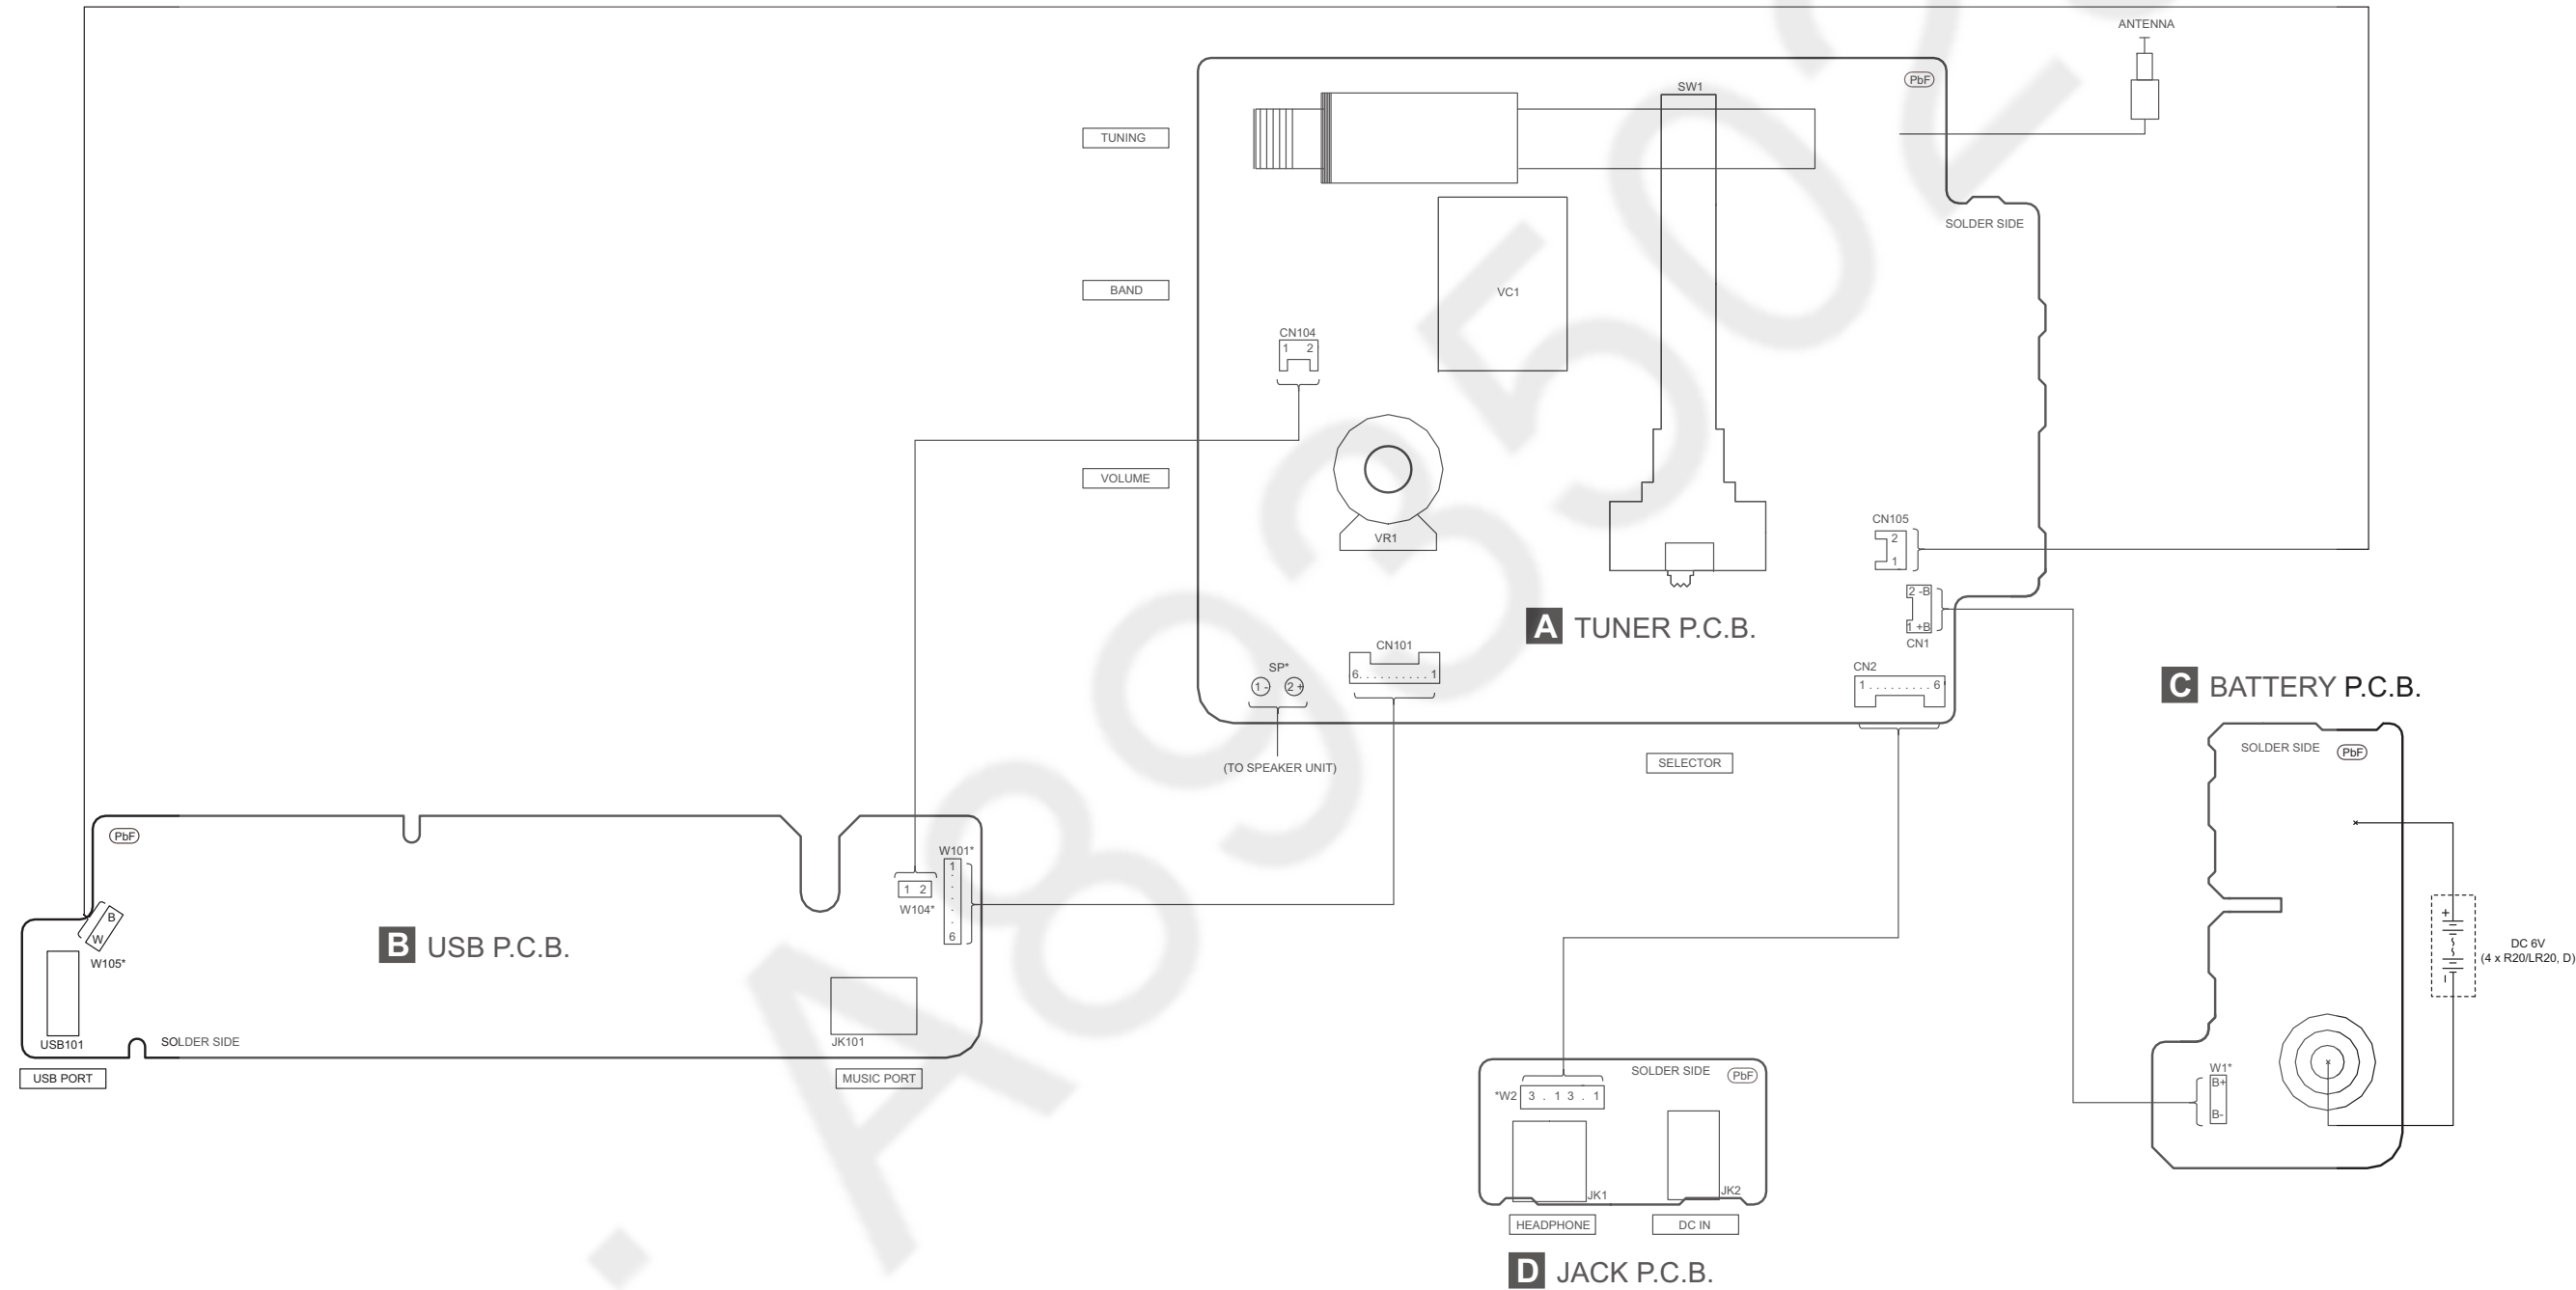 ANTENNA
PbF
SW1
TUNING
SOLDER SIDE
BAND
VC1
CN104
1 2
VOLUME
VR1
CN105
2
1
2 -B
1 +B
CN1
A TUNER P.C.B.
CN101
6..........1
SP*
1 - 2 +
CN2
1.........6
(TO SPEAKER UNIT)
SELECTOR
C BATTERY P.C.B.
SOLDER SIDE
PbF
+
-
DC 6V
(4 x R20/LR20, D)
W1*
B+
B-
PbF
W101*
1
.
.
.
.
6
1 2
W104*
B
W
W105*
B USB P.C.B.
USB101
SOLDER SIDE
JK101
USB PORT
MUSIC PORT
SOLDER SIDE
PbF
*W2 3 . 1 3 . 1
JK1
JK2
HEADPHONE
DC IN
D JACK P.C.B.